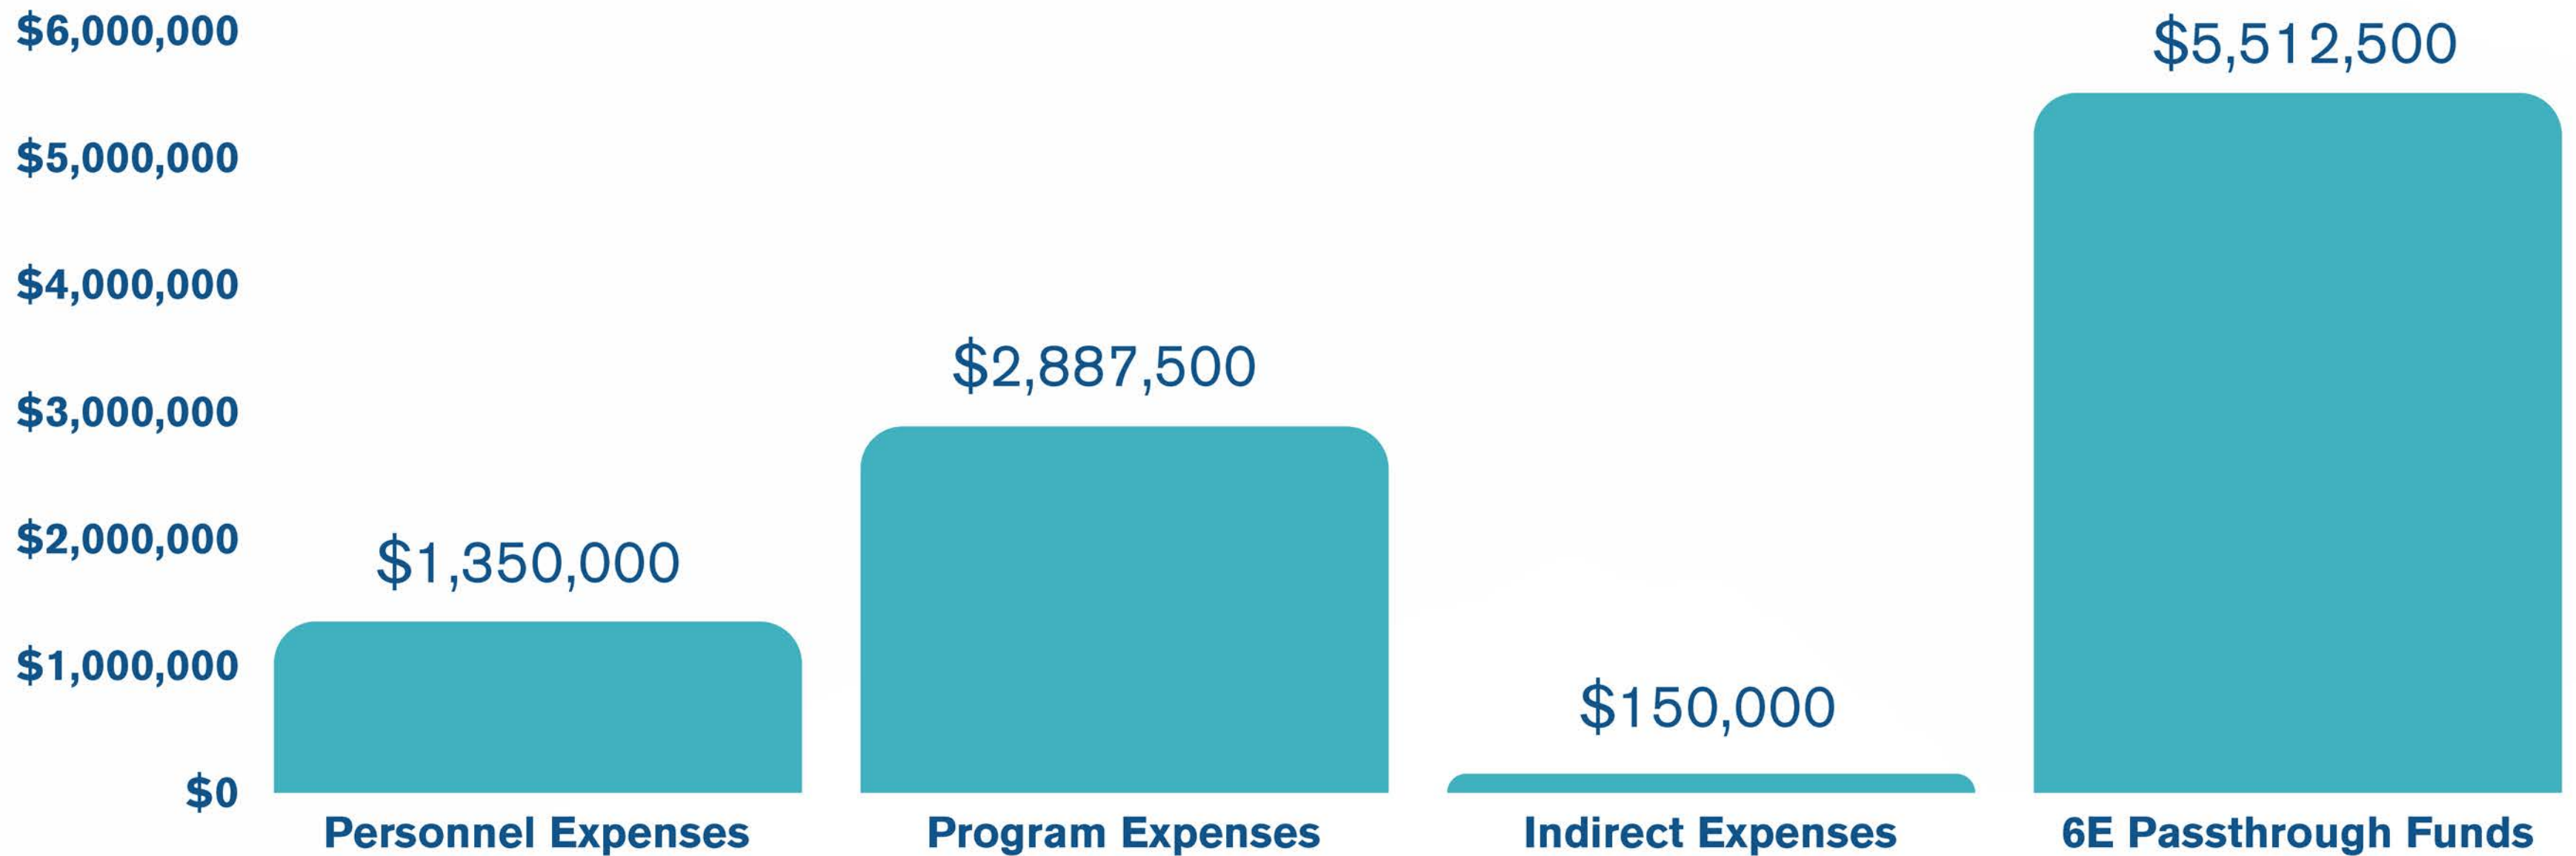 $6,000,000
$5,000,000
$4,000,000
$3,000,000
$2,000,000
$1,000,000
$0
$1,350,000
$2,887,500
$150,000
$5,512,500
Personnel Expenses
Program Expenses
Indirect Expenses
6E Passthrough Funds